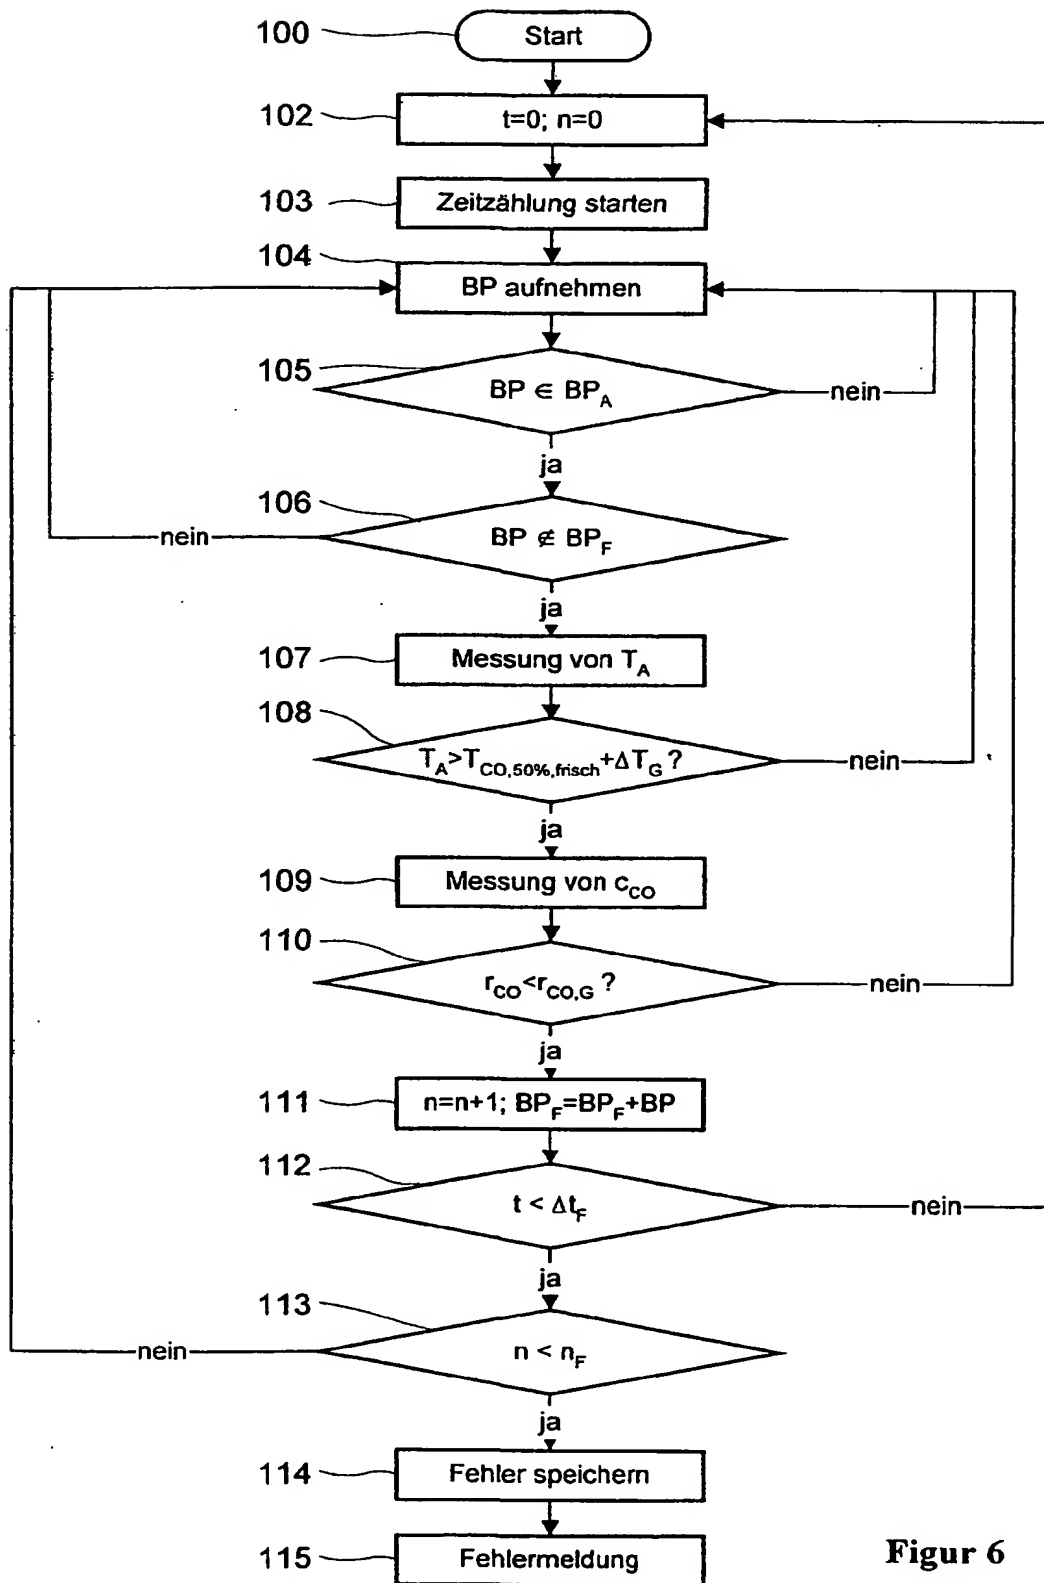 100 Start
102 t=0; n=0
103 Zeitzählung starten
104 BP aufnehmen
105 BP ∈ BP_A nein
ja
106 nein BP ∉ BP_F
ja
107 Messung von T_A
108 T_A>T_CO,50%,frisch+ΔT_G ? nein
ja
109 Messung von c_CO
110 r_CO<r_CO,G ? nein
ja
111 n=n+1; BP_F=BP_F+BP
112 t < Δt_F nein
ja
113 nein n < n_F
ja
114 Fehler speichern
115 Fehlermeldung
Figur 6